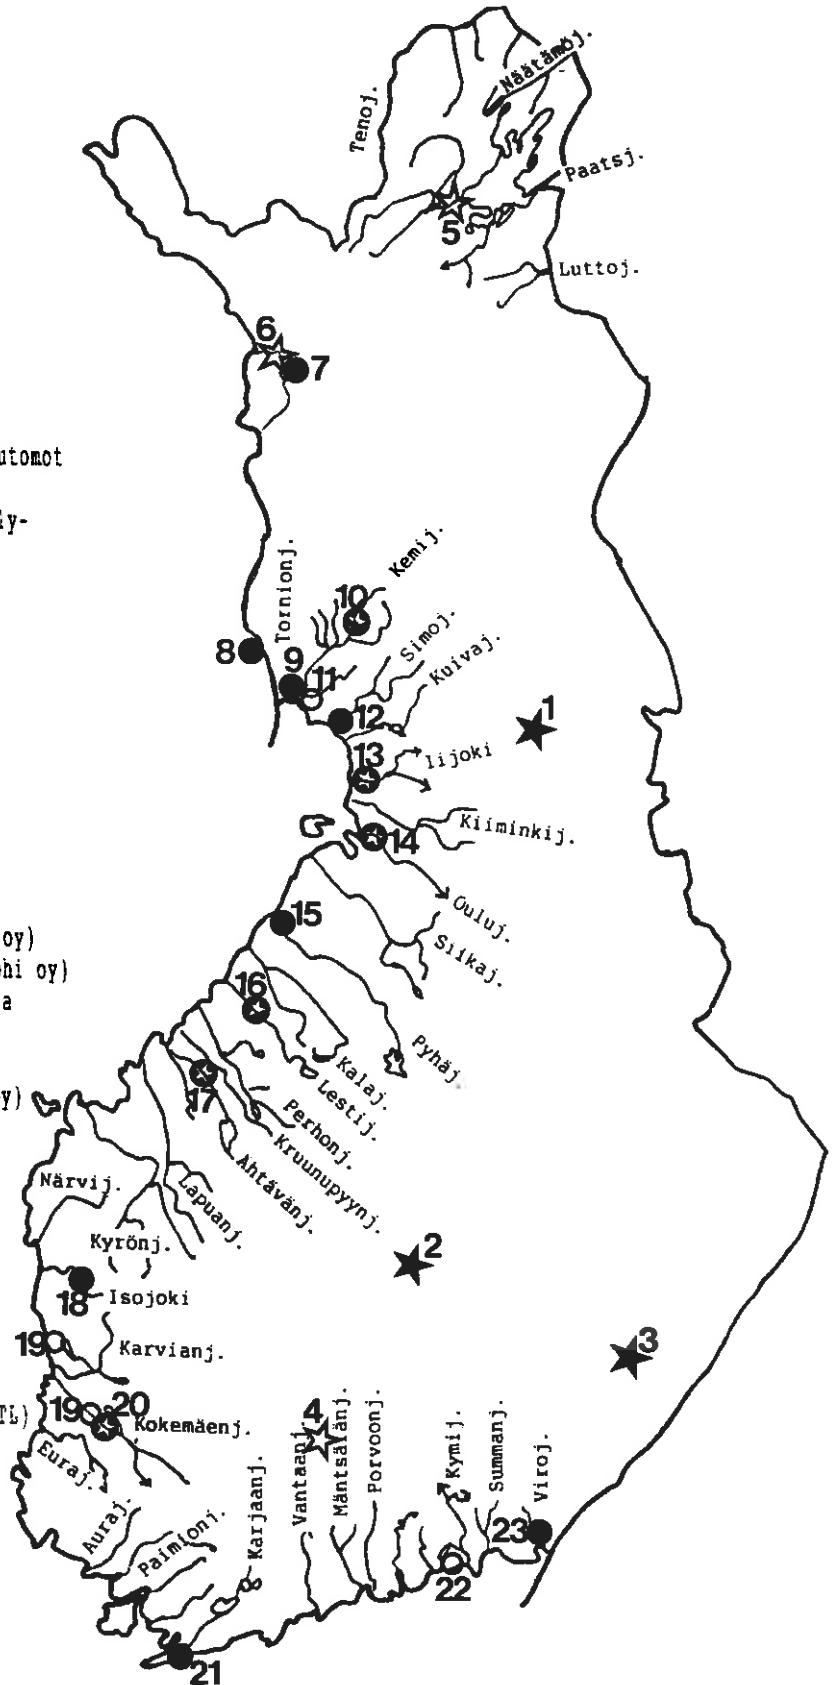 Näätämöj.
Tenoj.
Paatsj.
5
Luttoj.
6
7
utomot
y-
Kemij.
Tornionj.
10
Simoj.
8
9
11
Kuivaj.
12
1
13
Iijoki
14
Kiiminkij.
Ouluj.
15
oy)
Siikaj.
hi oy)
16
a
Pyhäj.
Kalaj.
17
y)
Lestij.
Perhonj.
Kruunupyynj.
Ähtävänj.
Närvij.
Lapuanj.
Kyrönj.
2
18
Isojoki
19
Karvianj.
3
19
20
TL)
Kokemäenj.
4
Euraj.
Vantaanj.
Mäntsälänj.
Porvoonj.
Kymij.
Summanj.
Viroj.
Auraj.
Paimionj.
Karjaanj.
23
22
21